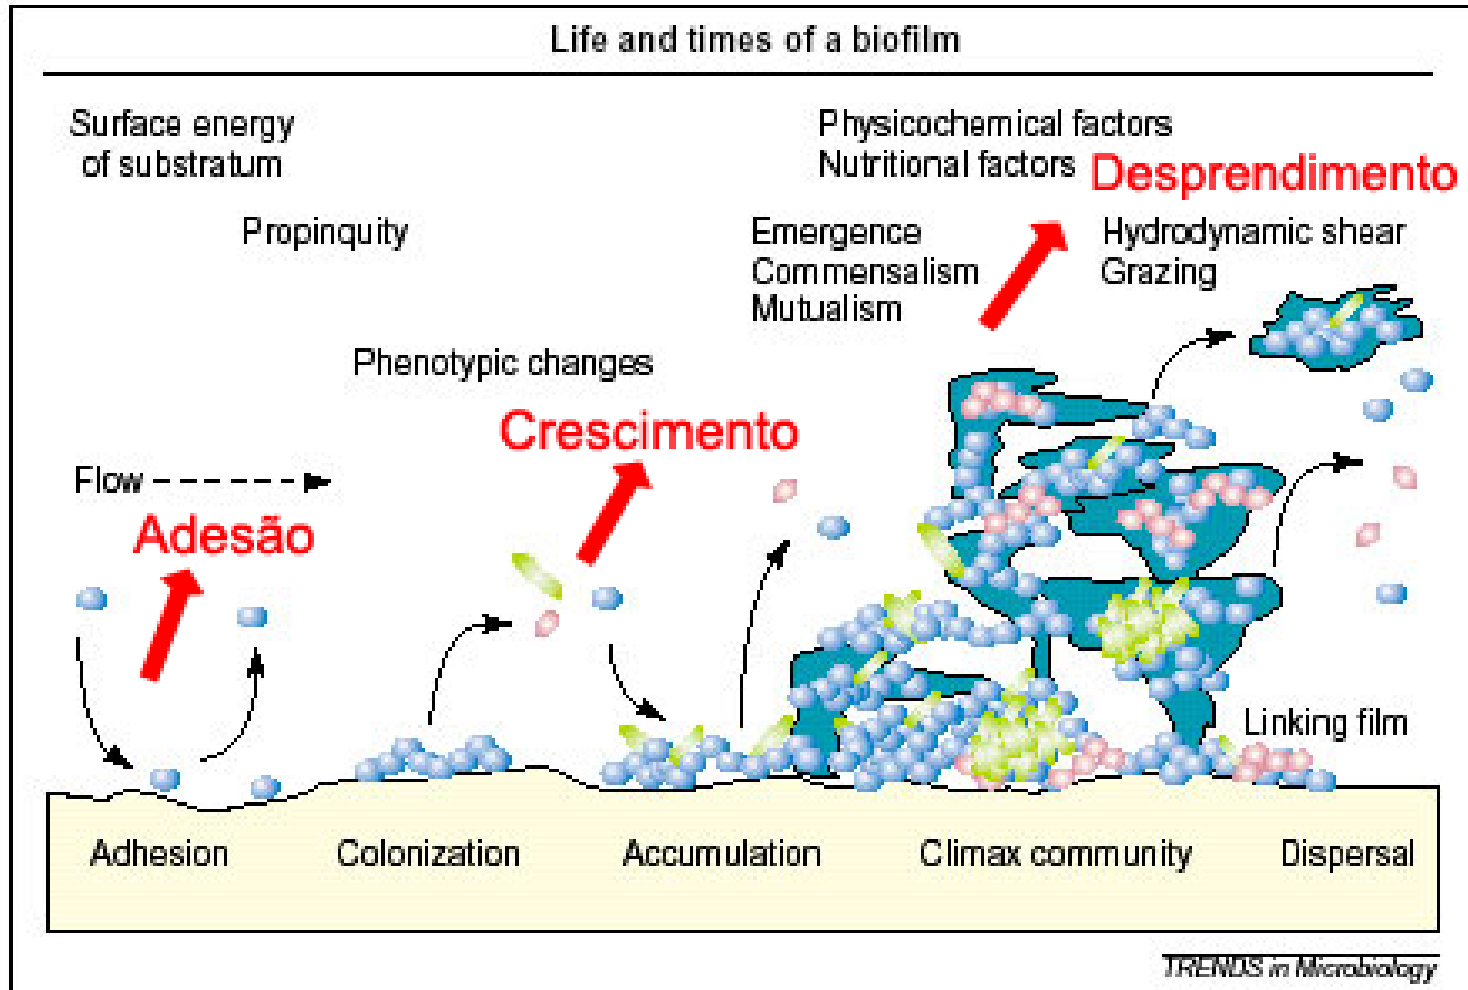 Life and times of a biofilm
Surface energy
of substratum
Physicochemical factors
Nutritional factors
Desprendimento
Propinquity
Emergence
Commensalism
Mutualism
Hydrodynamic shear
Grazing
Phenotypic changes
Crescimento
Flow
Adesão
Linking film
Adhesion
Colonization
Accumulation
Climax community
Dispersal
TRENDS in Microbiology